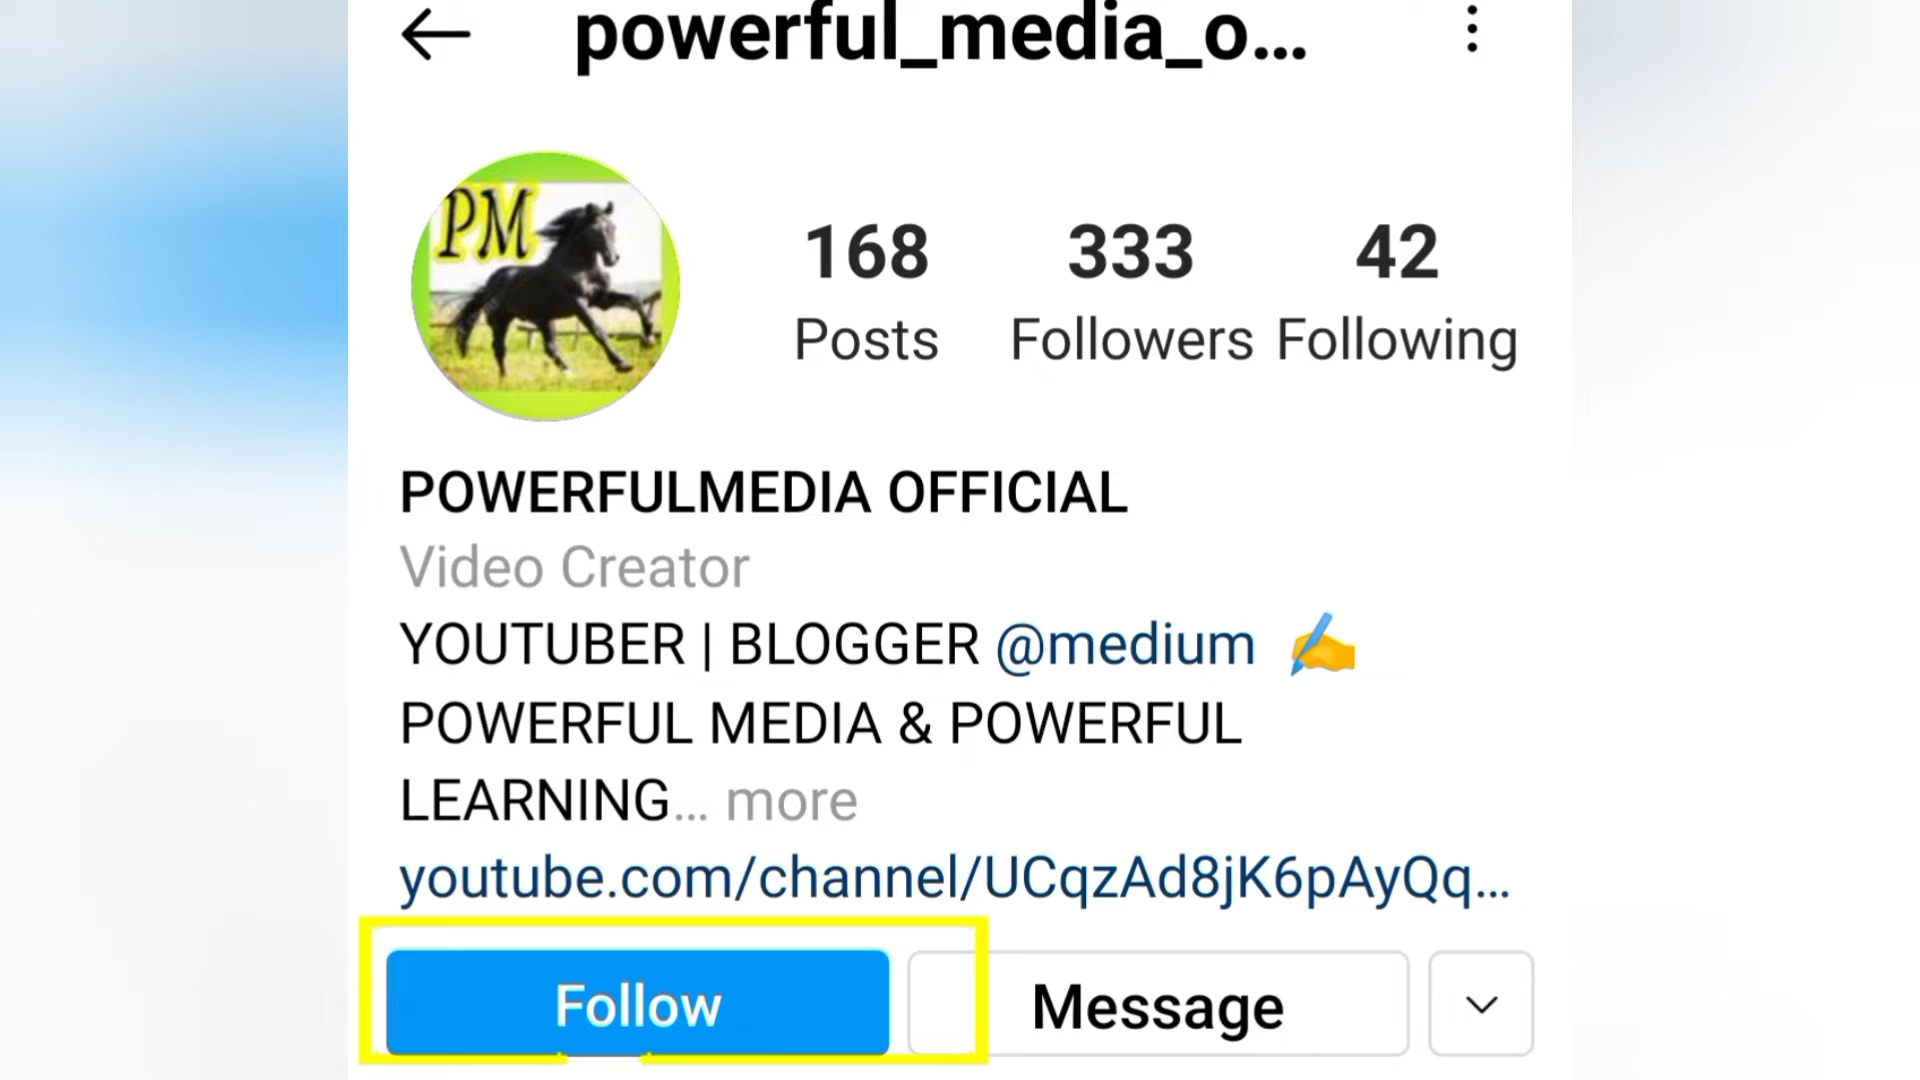 powerful_media_o...
PM
168 333 42
Posts Followers Following
POWERFULMEDIA OFFICIAL
Video Creator
YOUTUBER | BLOGGER @medium ✍️
POWERFUL MEDIA & POWERFUL
LEARNING... more
youtube.com/channel/UCqzAd8jK6pAyQq...
Follow Message